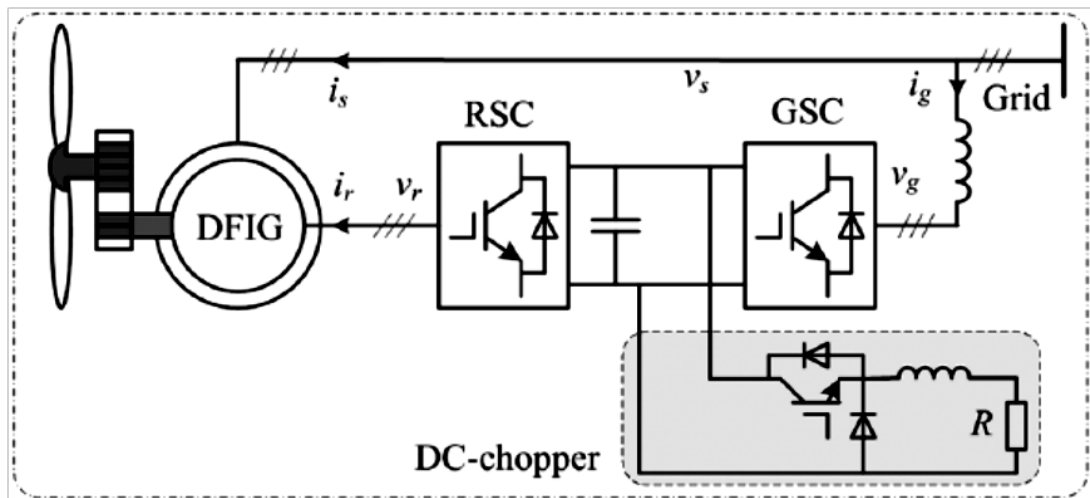 i_s
v_s
i_g
Grid
RSC
GSC
i_r
v_r
v_g
DFIG
R
DC-chopper